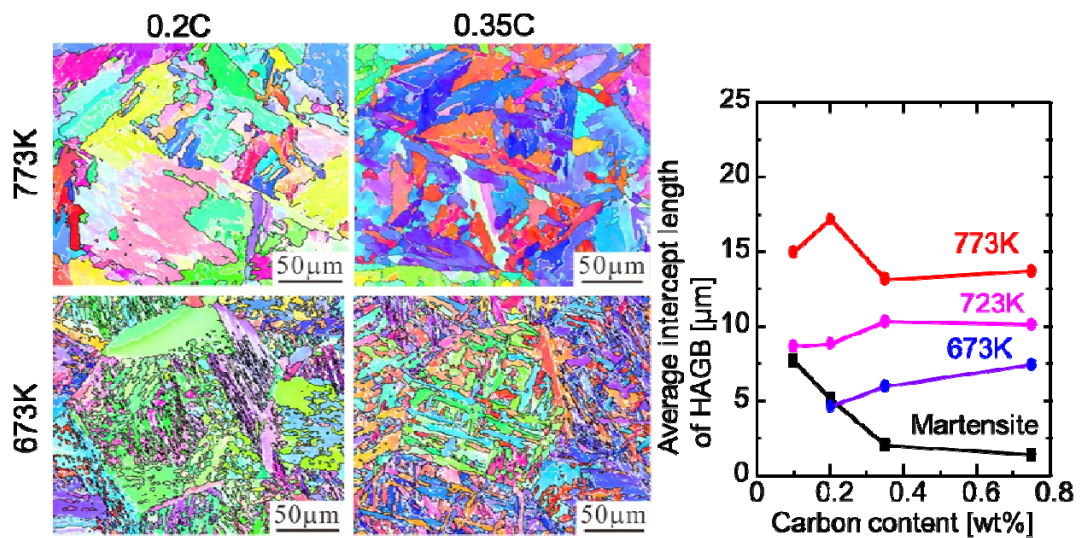 0.2C
0.35C
773K
50μm
50μm
673K
50μm
50μm
Average intercept length
of HAGB [μm]
25
20
15
10
5
0
773K
723K
673K
Martensite
0
0.2
0.4
0.6
0.8
Carbon content [wt%]